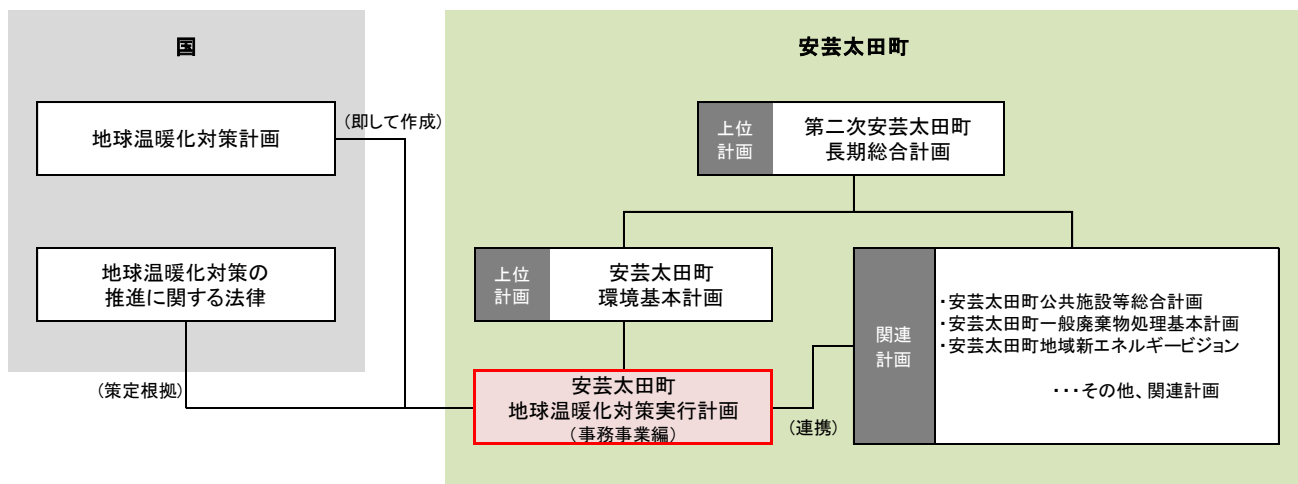 国
地球温暖化対策計画
(即して作成)
地球温暖化対策の
推進に関する法律
(策定根拠)
安芸太田町
上位
計画
第二次安芸太田町
長期総合計画
上位
計画
安芸太田町
環境基本計画
安芸太田町
地球温暖化対策実行計画
(事務事業編)
(連携)
関連
計画
・安芸太田町公共施設等総合計画
・安芸太田町一般廃棄物処理基本計画
・安芸太田町地域新エネルギービジョン
・・・その他、関連計画